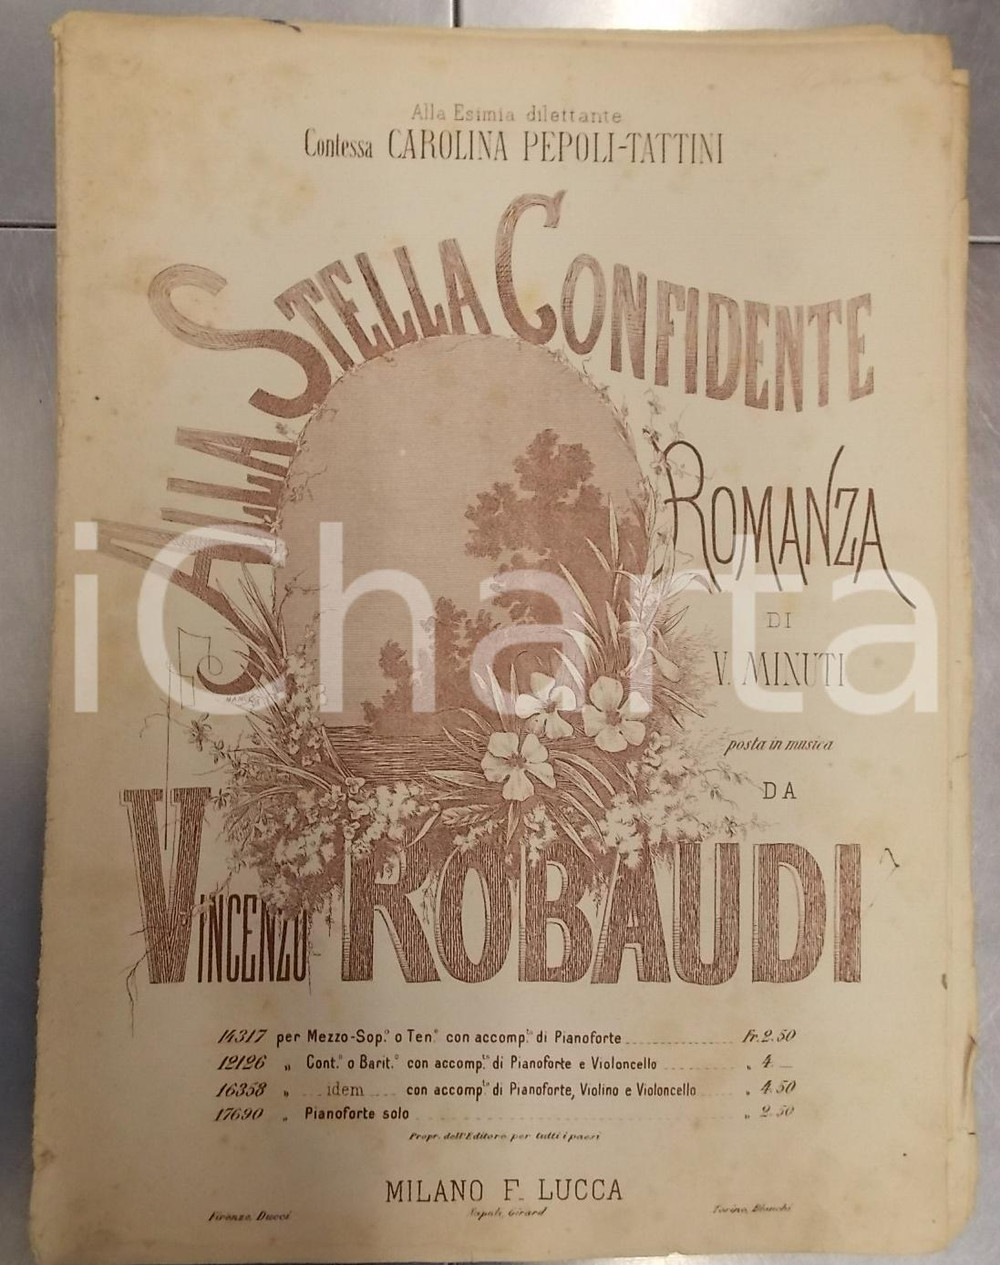 Alla Esimia dilettante
Contessa CAROLINA PEPOLI-TATTINI
ALLA STELLA CONFIDENTE
ROMANZA
DI
V. MINUTI
posta in musica
DA
VINCENZO ROBAUDI
14317 per Mezzo-Sop.º o Ten.e con accomp.to di Pianoforte Fr. 2.50
12126 „ Cont.º o Barit.º con accomp.to di Pianoforte e Violoncello „ 4 _
16358 „ idem con accomp.to di Pianoforte, Violino e Violoncello „ 4.50
17690 „ Pianoforte solo „ 2.50
Propr. dell'Editore per tutti i paesi
MILANO F. LUCCA
Firenze, Ducci Napoli, Girard Torino, Blanchi
iCharta